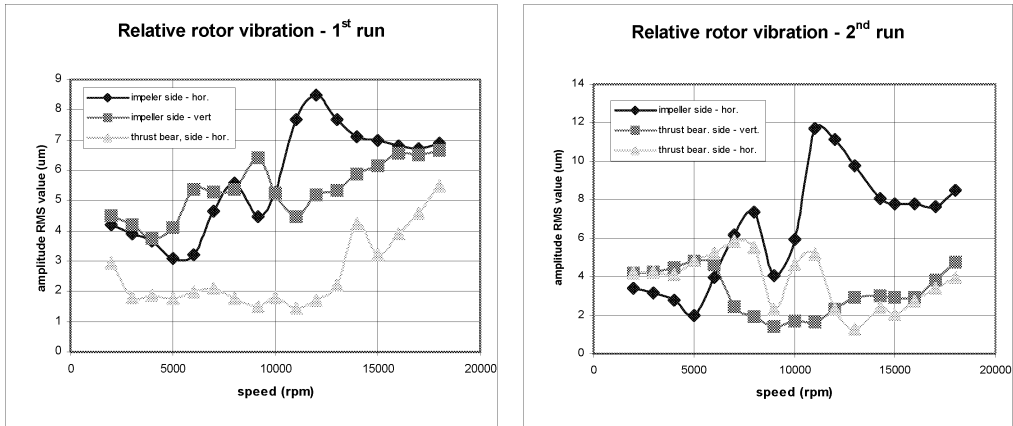 Relative rotor vibration - 1st run
amplitude RMS value (um)
9
8
7
6
5
4
3
2
1
0
impeler side - hor.
impeller side - vert
thrust bear, side - hor.
0 5000 10000 15000 20000
speed (rpm)
Relative rotor vibration - 2nd run
amplitude RMS value (um)
14
12
10
8
6
4
2
0
impeller side - hor.
thrust bear. side - vert.
thrust bear. side - hor.
0 5000 10000 15000 20000
speed (rpm)